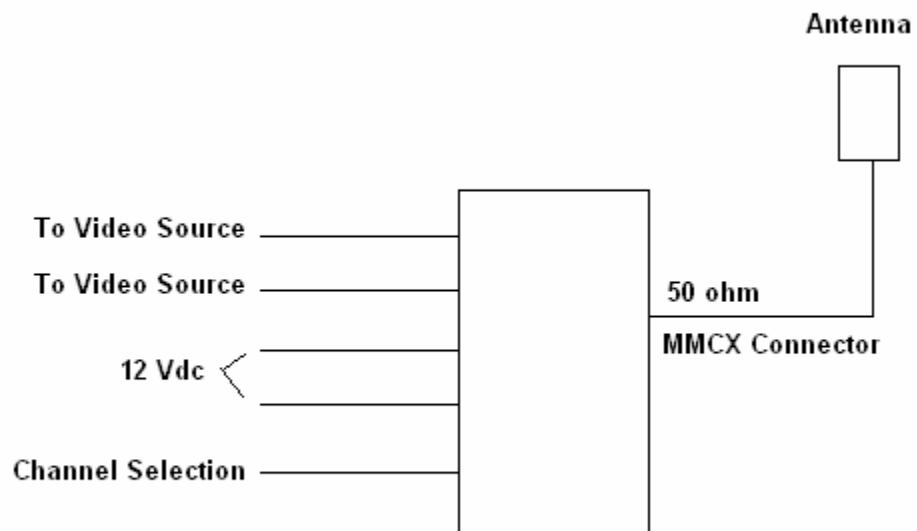 Antenna
To Video Source
To Video Source
50 ohm
MMCX Connector
12 Vdc
Channel Selection